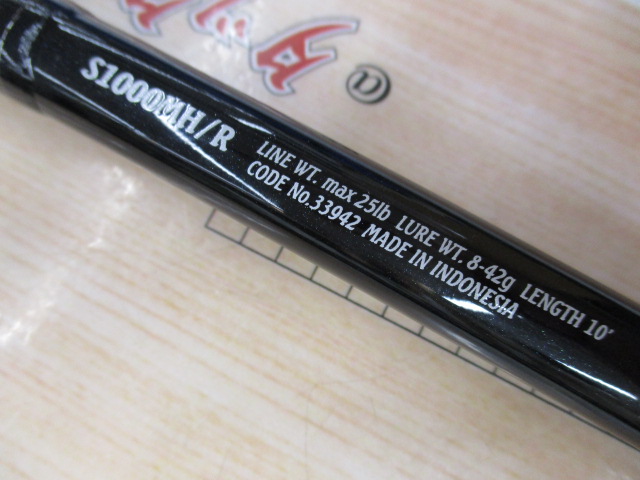 S1000MH/R
LINE WT. max 25lb LURE WT. 8-42g LENGTH 10'
CODE No.33942 MADE IN INDONESIA